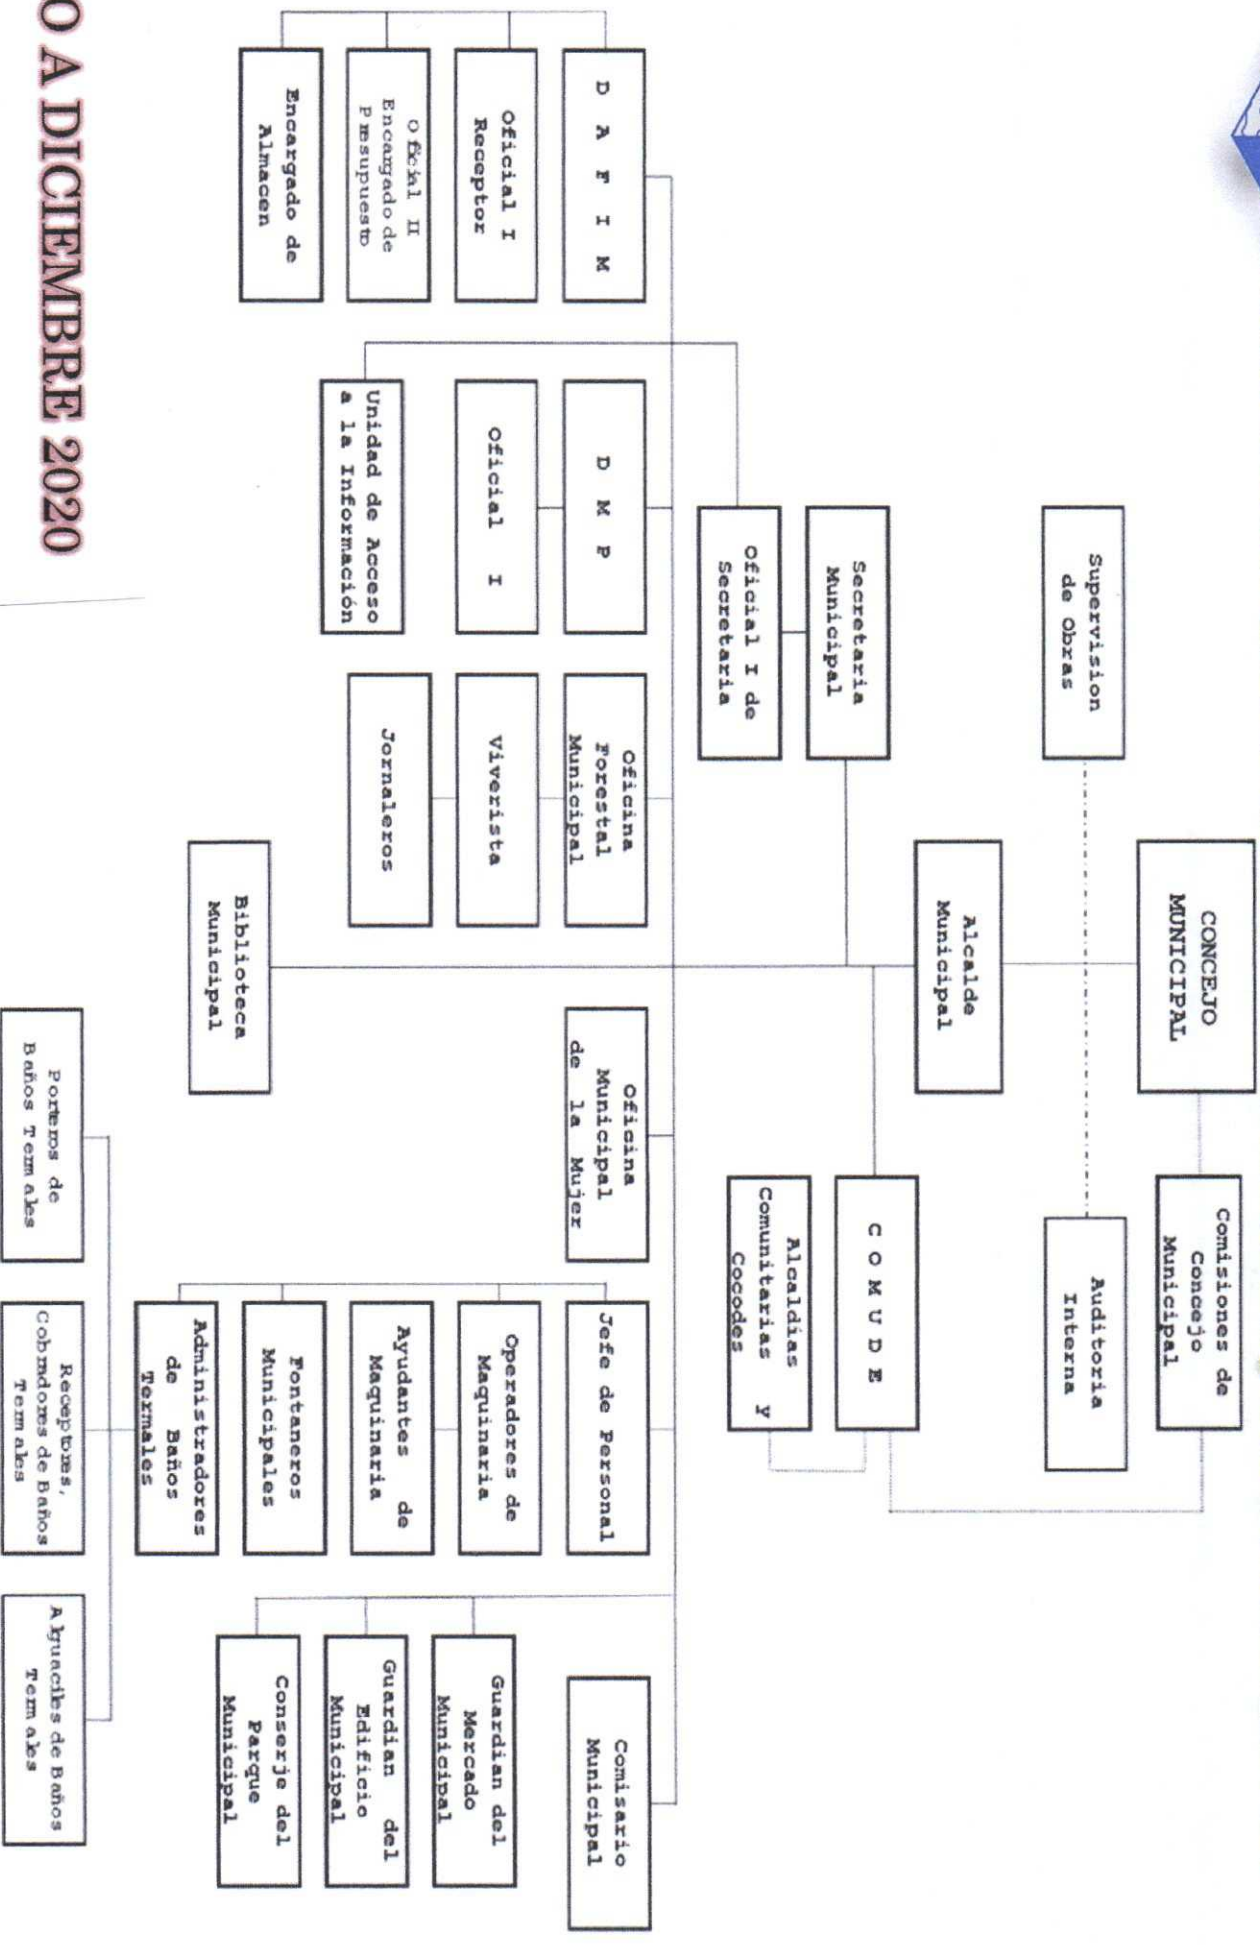 CONCEJO
MUNICIPAL
Comisiones de
Concejo
Municipal
Supervision
de Obras
Auditoria
Interna
Alcalde
Municipal
Secretaria
Municipal
C O M U D E
Oficial I de
Secretaria
Alcaldías
Comunitarias y
Cocodes
D A F I M
D M P
Oficina
Forestal
Municipal
Oficina
Municipal
de la Mujer
Jefe de Personal
Comisario
Municipal
Oficial I
Receptor
Oficial I
Viverista
Operadores de
Maquinaria
Guardian del
Mercado
Municipal
Oficial II
Encargado de
Presupuesto
Unidad de Acceso
a la Información
Jornaleros
Ayudantes de
Maquinaria
Guardian del
Edificio
Municipal
Encargado de
Almacen
Biblioteca
Municipal
Fontaneros
Municipales
Conserje del
Parque
Municipal
Administradores
de Baños
Termales
Porteros de
Baños Termales
Receptores,
Cobradores de Baños
Termales
Alguaciles de Baños
Termales
O A DICIEMBRE 2020